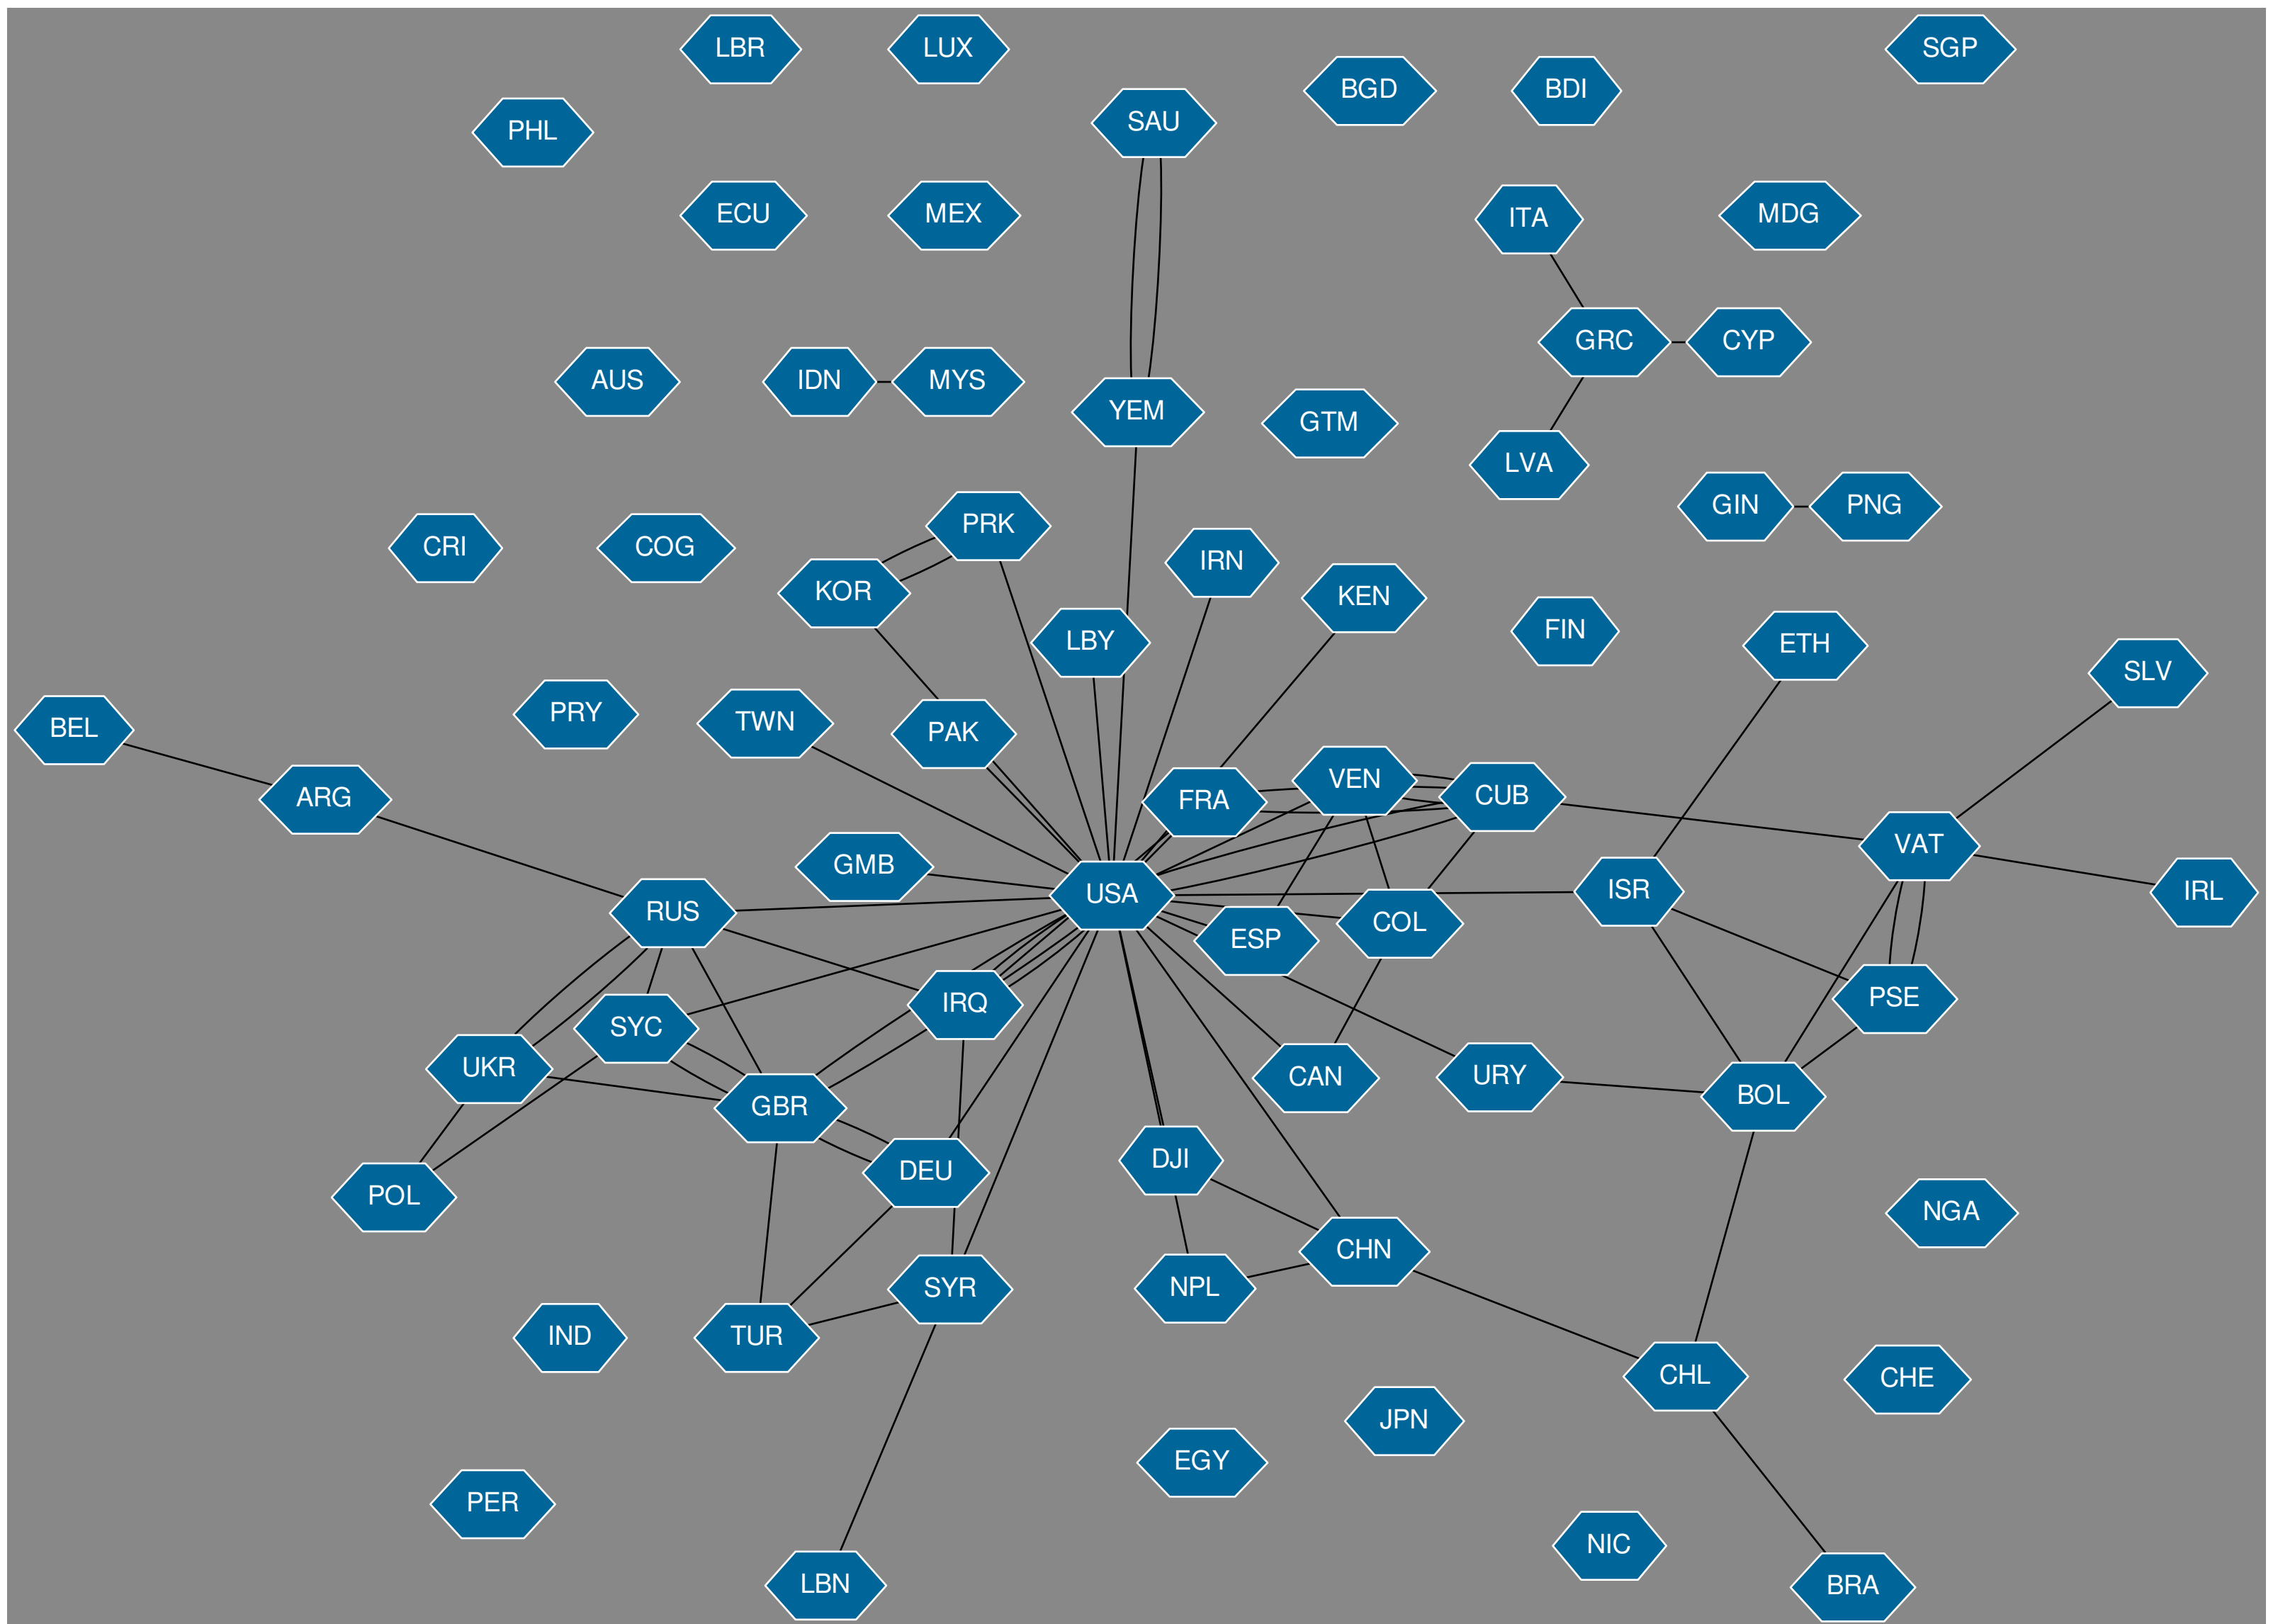 LBR
LUX
SGP
BGD
BDI
SAU
PHL
ECU
MEX
ITA
MDG
GRC
CYP
AUS
IDN
MYS
YEM
GTM
LVA
GIN
PNG
PRK
CRI
COG
IRN
KOR
KEN
FIN
LBY
ETH
SLV
PRY
TWN
BEL
PAK
VEN
ARG
FRA
CUB
VAT
GMB
USA
ISR
IRL
RUS
COL
ESP
PSE
IRQ
SYC
UKR
CAN
URY
BOL
GBR
DJI
DEU
POL
NGA
CHN
SYR
NPL
IND
TUR
CHL
CHE
JPN
EGY
PER
NIC
LBN
BRA